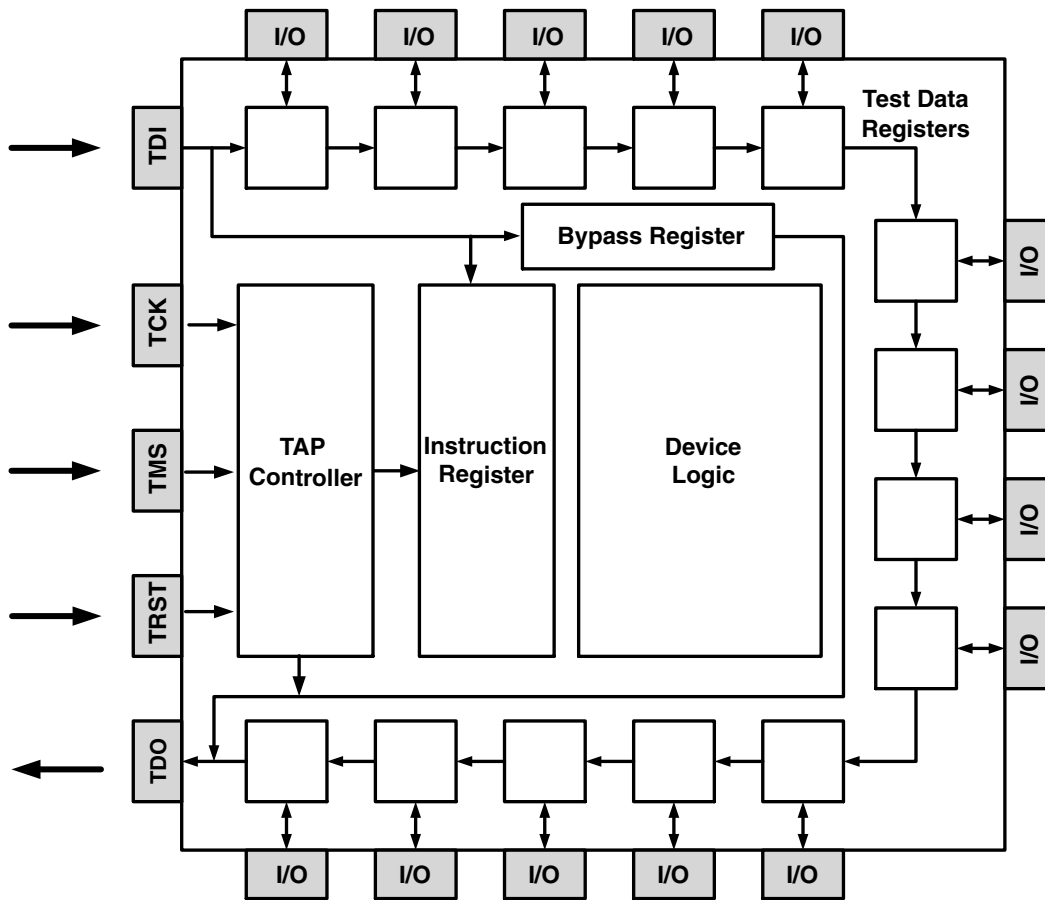 I/O
I/O
I/O
I/O
I/O
Test Data
Registers
TDI
Bypass Register
I/O
TCK
I/O
TAP
Controller
Instruction
Register
Device
Logic
TMS
I/O
TRST
I/O
TDO
I/O
I/O
I/O
I/O
I/O